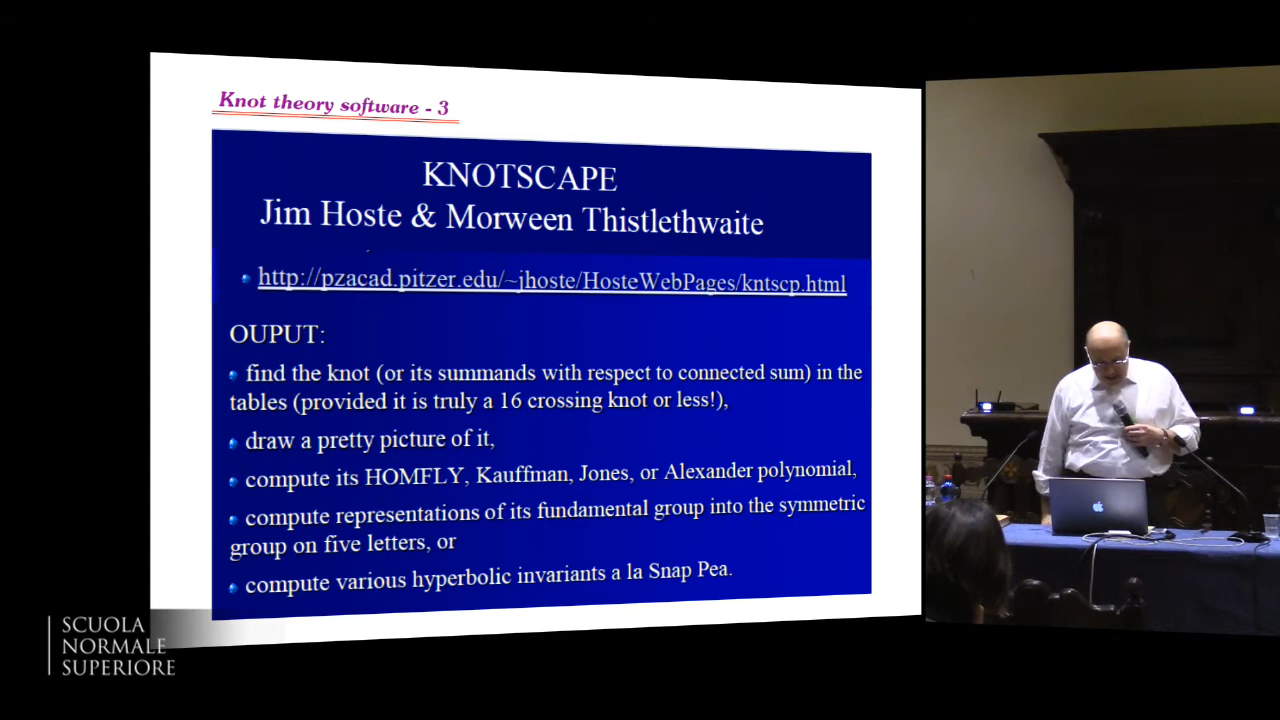 Knot theory software - 3
KNOTSCAPE
Jim Hoste & Morween Thistlethwaite
http://pzacad.pitzer.edu/~jhoste/HosteWebPages/kntscp.html
OUPUT:
find the knot (or its summands with respect to connected sum) in the
tables (provided it is truly a 16 crossing knot or less!),
draw a pretty picture of it,
compute its HOMFLY, Kauffman, Jones, or Alexander polynomial,
compute representations of its fundamental group into the symmetric
group on five letters, or
compute various hyperbolic invariants a la Snap Pea.
SCUOLA
NORMALE
SUPERIORE